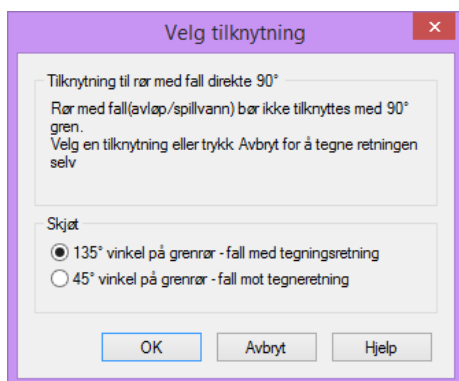 Velg tilknytning
Tilknytning til rør med fall direkte 90°
Rør med fall(avløp/spillvann) bør ikke tilknyttes med 90°
gren.
Velg en tilknytning eller trykk Avbryt for å tegne retningen
selv
Skjøt
135° vinkel på grenrør - fall med tegningsretning
45° vinkel på grenrør - fall mot tegneretning
OK Avbryt Hjelp